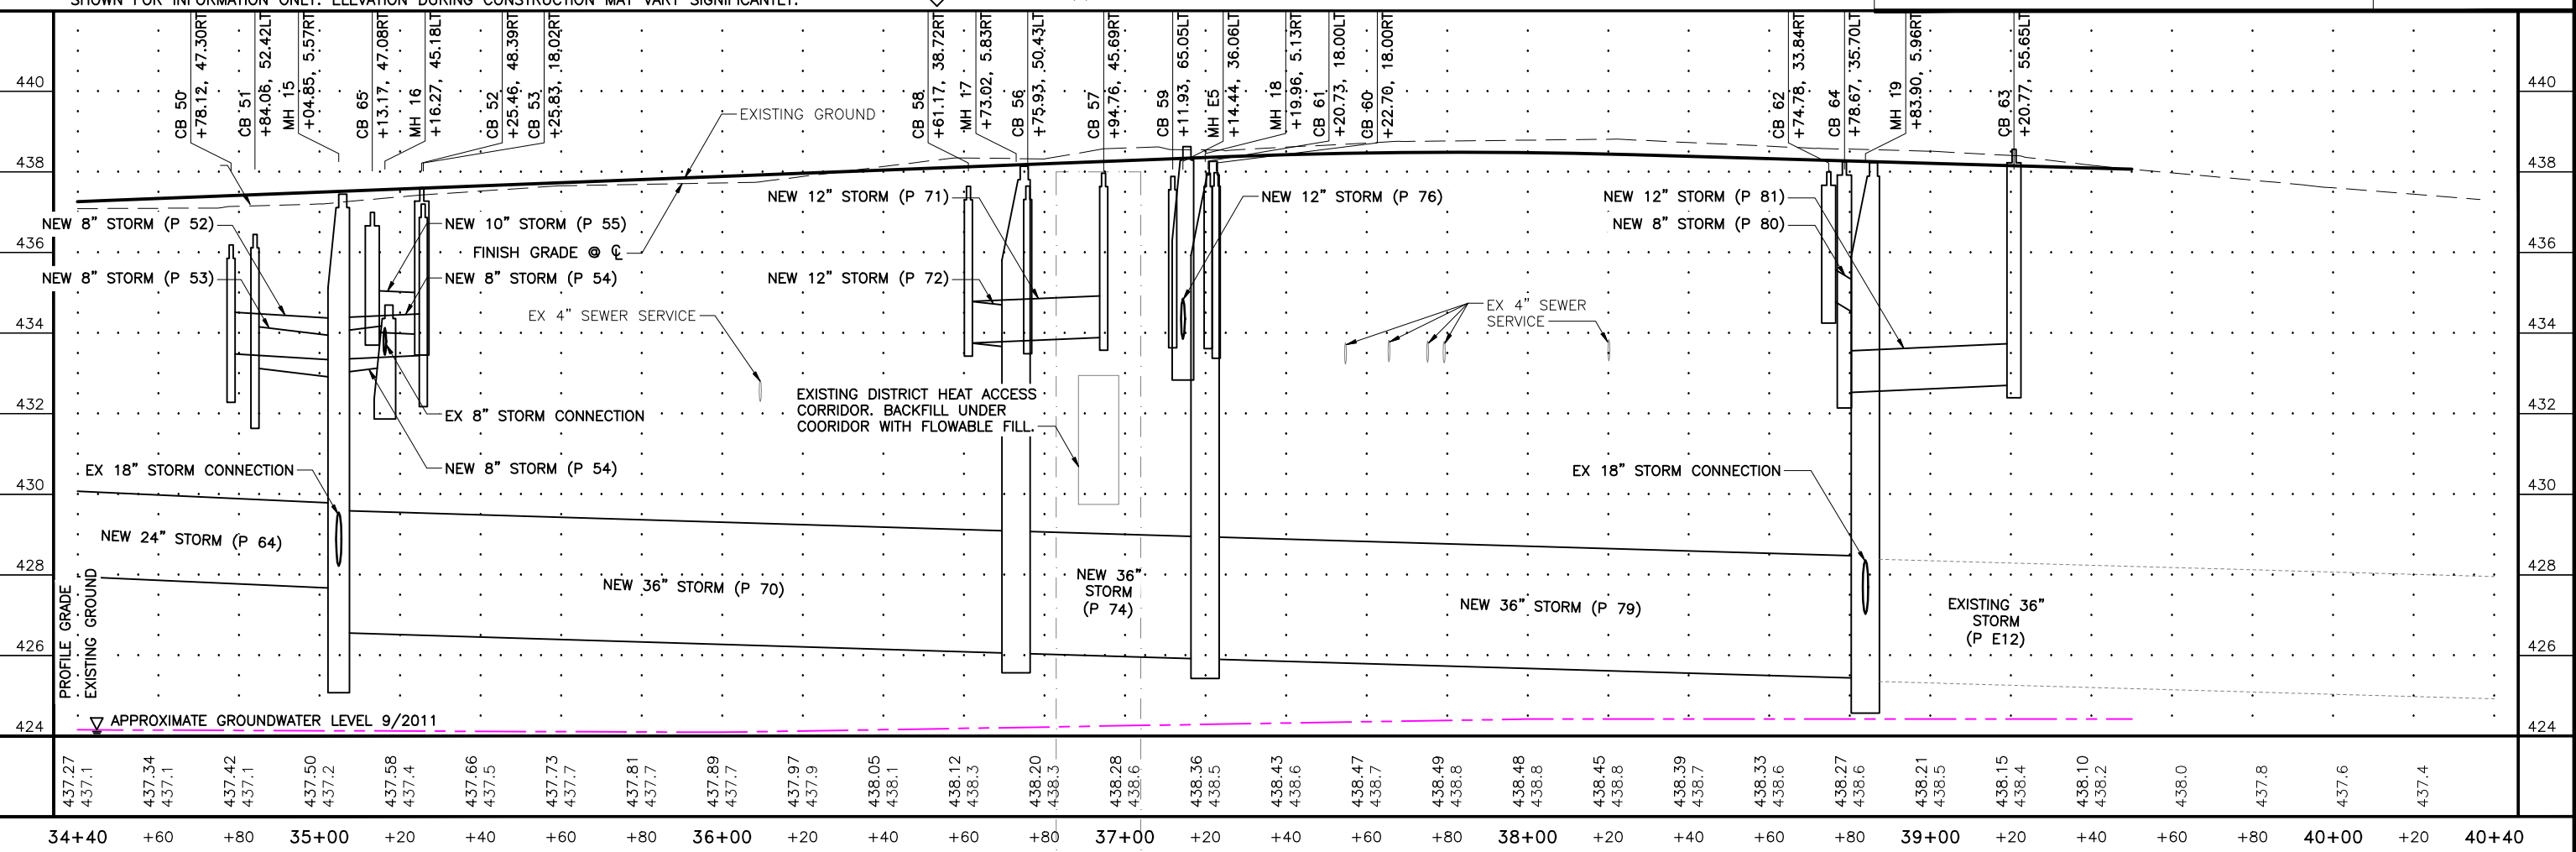 SHOWN FOR INFORMATION ONLY. ELEVATION DURING CONSTRUCTION MAY VARY SIGNIFICANTLY.
CB 50
+78.12, 47.30RT
CB 51
+84.06, 52.42LT
MH 15
+04.85, 5.57RT
CB 65
+13.17, 47.08RT
MH 16
+16.27, 45.18LT
CB 52
+25.46, 48.39RT
CB 53
+25.83, 18.02RT
CB 58
+61.17, 38.72RT
MH 17
+73.02, 5.83RT
CB 56
+75.93, 50.43LT
CB 57
+94.76, 45.69RT
CB 59
+11.93, 65.05LT
MH E5
+14.44, 36.06LT
MH 18
+19.96, 5.13RT
CB 61
+20.73, 18.00LT
CB 60
+22.70, 18.00RT
CB 62
+74.78, 33.84RT
CB 64
+78.67, 35.70LT
MH 19
+83.90, 5.96RT
CB 63
+20.77, 55.65LT
440 440
EXISTING GROUND
438 438
NEW 12" STORM (P 71)
NEW 12" STORM (P 76)
NEW 12" STORM (P 81)
NEW 8" STORM (P 52)
NEW 10" STORM (P 55)
NEW 8" STORM (P 80)
436 436
FINISH GRADE @ ℄
NEW 8" STORM (P 53)
NEW 8" STORM (P 54)
NEW 12" STORM (P 72)
EX 4" SEWER SERVICE
EX 4" SEWER
SERVICE
434 434
432 432
EXISTING DISTRICT HEAT ACCESS
CORRIDOR. BACKFILL UNDER
COORIDOR WITH FLOWABLE FILL.
EX 8" STORM CONNECTION
NEW 8" STORM (P 54)
EX 18" STORM CONNECTION
EX 18" STORM CONNECTION
430 430
NEW 24" STORM (P 64)
428 428
NEW 36" STORM (P 70)
NEW 36"
STORM
(P 74)
NEW 36" STORM (P 79)
EXISTING 36"
STORM
(P E12)
426 426
PROFILE GRADE
EXISTING GROUND
APPROXIMATE GROUNDWATER LEVEL 9/2011
424 424
437.27
437.1
437.34
437.1
437.42
437.1
437.50
437.2
437.58
437.4
437.66
437.5
437.73
437.7
437.81
437.7
437.89
437.7
437.97
437.9
438.05
438.1
438.12
438.3
438.20
438.3
438.28
438.6
438.36
438.5
438.43
438.6
438.47
438.7
438.49
438.8
438.48
438.8
438.45
438.8
438.39
438.7
438.33
438.6
438.27
438.6
438.21
438.5
438.15
438.4
438.10
438.2
438.0
437.8
437.6
437.4
34+40 +60 +80 35+00 +20 +40 +60 +80 36+00 +20 +40 +60 +80 37+00 +20 +40 +60 +80 38+00 +20 +40 +60 +80 39+00 +20 +40 +60 +80 40+00 +20 40+40